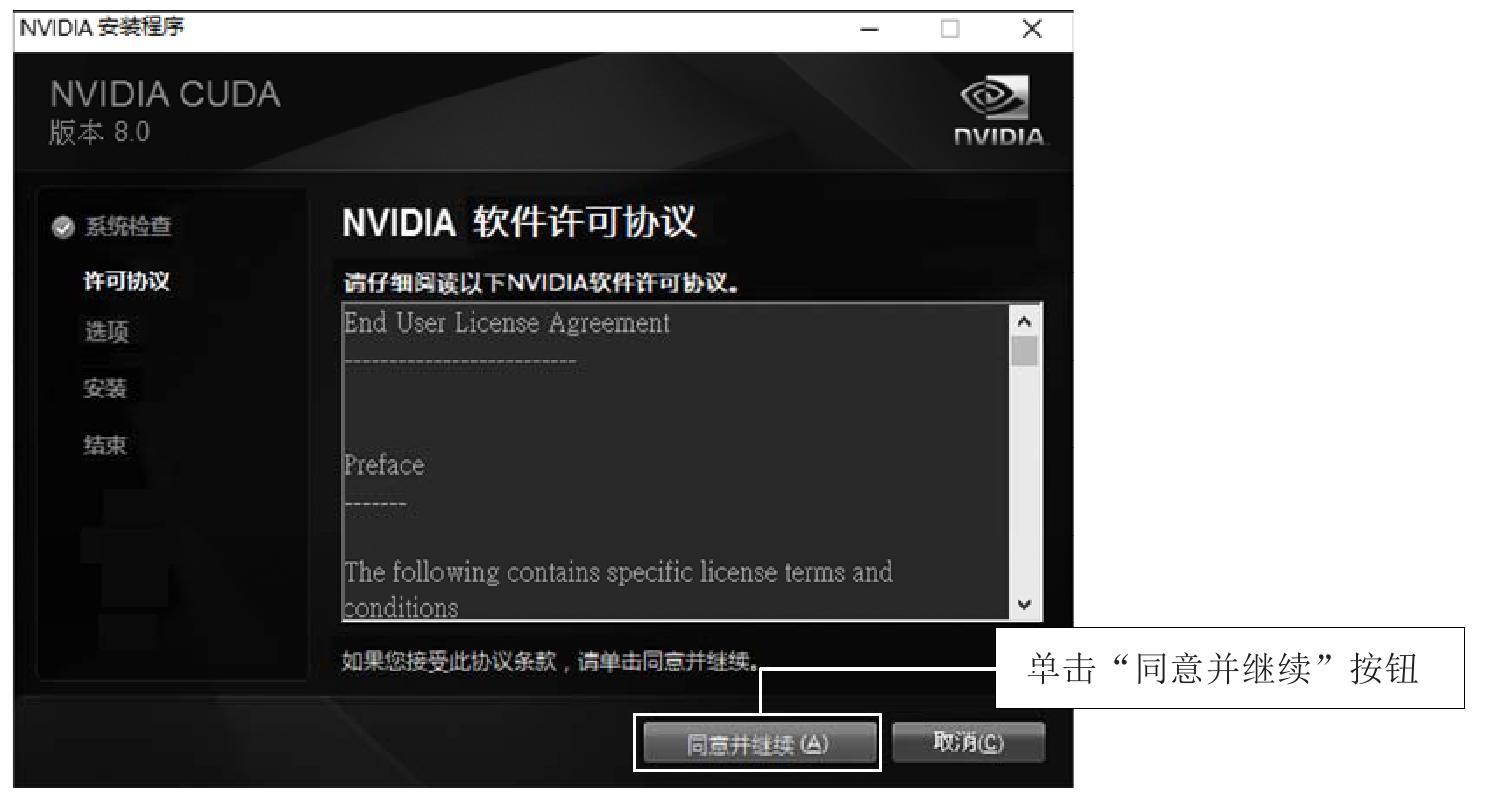 NVIDIA 安装程序
NVIDIA CUDA
版本 8.0
NVIDIA
系统检查
许可协议
选项
安装
结束
NVIDIA 软件许可协议
请仔细阅读以下NVIDIA软件许可协议。
End User License Agreement
--------------------------
Preface
-------
The following contains specific license terms and
conditions
如果您接受此协议条款，请单击同意并继续。
单击“同意并继续”按钮
同意并继续 (A)
取消(C)